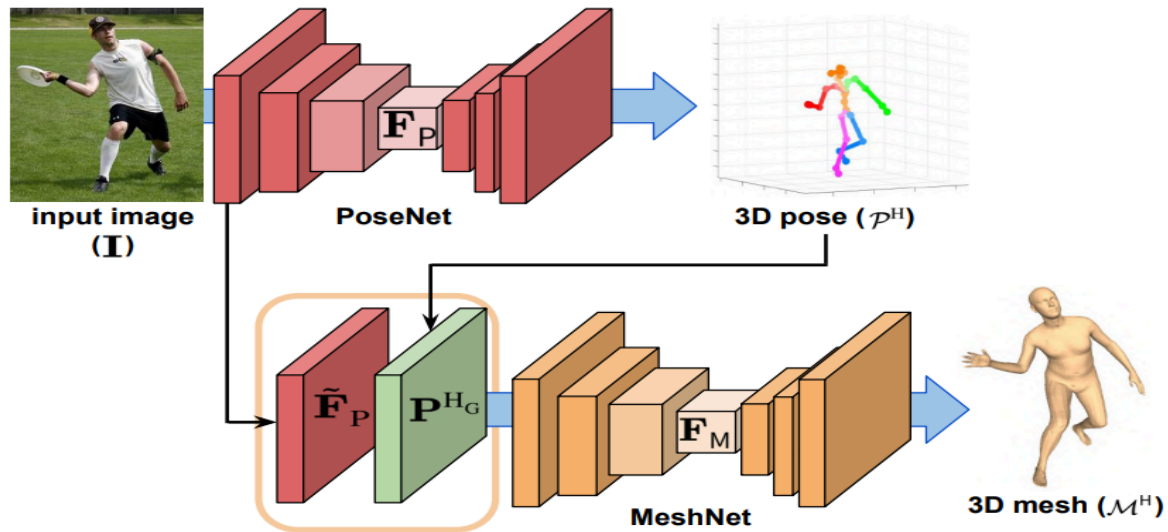 F_P
input image
(I)
PoseNet
3D pose (𝒫^H)
F̃_P
P^{H_G}
F_M
MeshNet
3D mesh (ℳ^H)